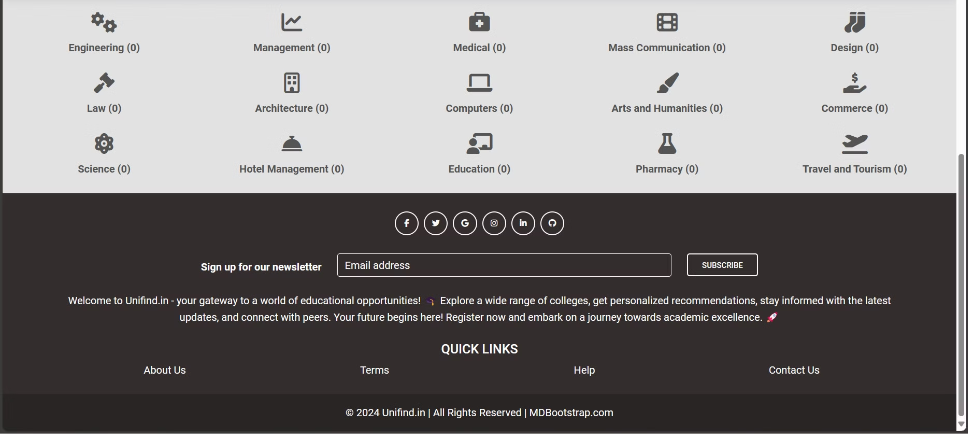 Engineering (0) Management (0) Medical (0) Mass Communication (0) Design (0)
Law (0) Architecture (0) Computers (0) Arts and Humanities (0) Commerce (0)
Science (0) Hotel Management (0) Education (0) Pharmacy (0) Travel and Tourism (0)
Sign up for our newsletter Email address SUBSCRIBE
Welcome to Unifind.in - your gateway to a world of educational opportunities! Explore a wide range of colleges, get personalized recommendations, stay informed with the latest
updates, and connect with peers. Your future begins here! Register now and embark on a journey towards academic excellence. 🚀
QUICK LINKS
About Us Terms Help Contact Us
© 2024 Unifind.in | All Rights Reserved | MDBootstrap.com